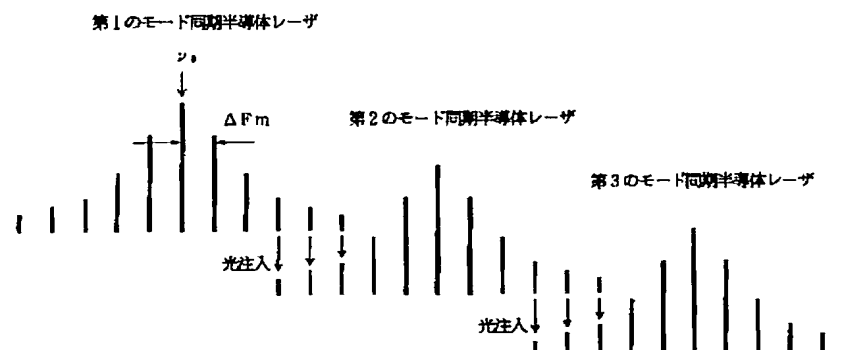 第1のモード同期半導体レーザ
ν₀
ΔFm
第2のモード同期半導体レーザ
第3のモード同期半導体レーザ
光注入
光注入